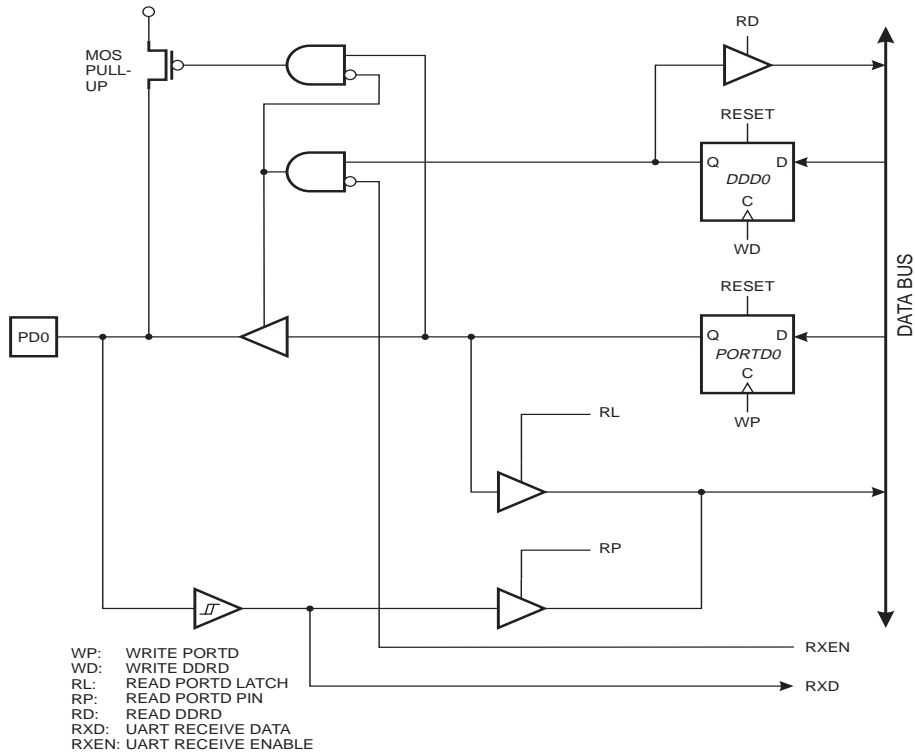 RD
MOS
PULL-
UP
RESET
Q D
DDD0
C
WD
RESET
PD0
Q D
PORTD0
C
WP
DATA BUS
RL
RP
RXEN
RXD
WP: WRITE PORTD
WD: WRITE DDRD
RL: READ PORTD LATCH
RP: READ PORTD PIN
RD: READ DDRD
RXD: UART RECEIVE DATA
RXEN: UART RECEIVE ENABLE